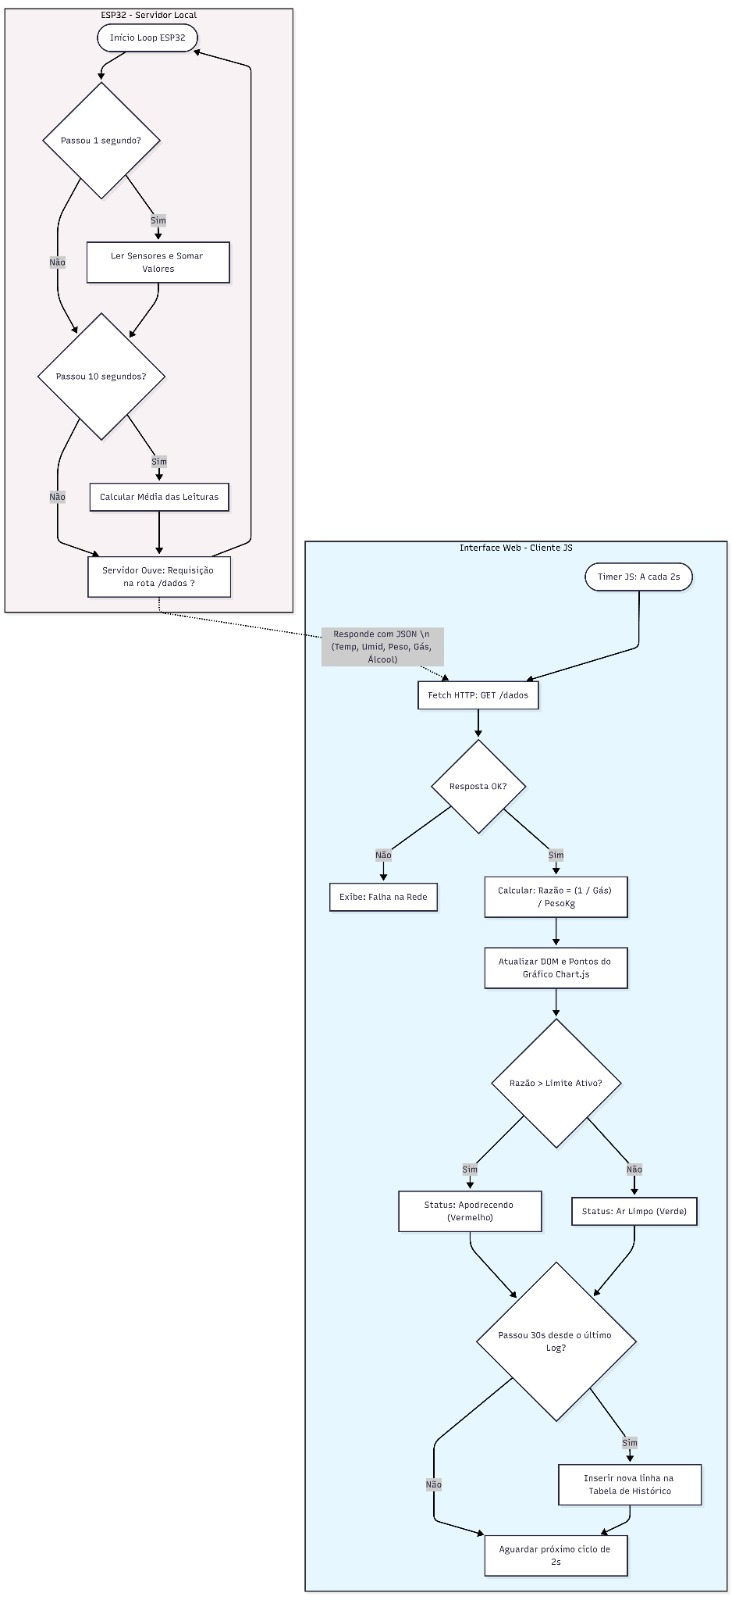 ESP32 - Servidor Local
Início Loop ESP32
Passou 1 segundo?
Sim
Não
Ler Sensores e Somar
Valores
Passou 10 segundos?
Sim
Não
Calcular Média das Leituras
Servidor Ouve: Requisição
na rota /dados ?
Interface Web - Cliente JS
Timer JS: A cada 2s
Responde com JSON \n
(Temp, Umid, Peso, Gás,
Álcool)
Fetch HTTP: GET /dados
Resposta OK?
Não
Sim
Exibe: Falha na Rede
Calcular: Razão = (1 / Gás)
/ PesoKg
Atualizar DOM e Pontos do
Gráfico Chart.js
Razão > Limite Ativo?
Sim
Não
Status: Apodrecendo
(Vermelho)
Status: Ar Limpo (Verde)
Passou 30s desde o último
Log?
Sim
Não
Inserir nova linha na
Tabela de Histórico
Aguardar próximo ciclo de
2s